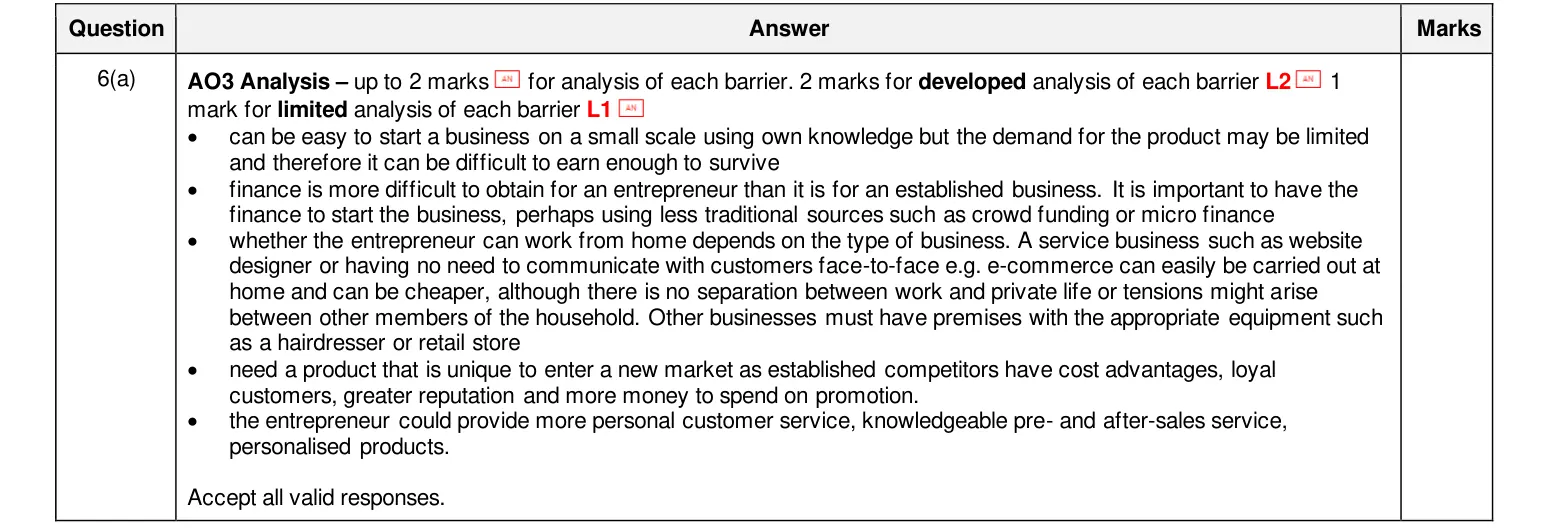 Question Answer Marks
6(a) AO3 Analysis – up to 2 marks AN for analysis of each barrier. 2 marks for developed analysis of each barrier L2 AN 1
mark for limited analysis of each barrier L1 AN
• can be easy to start a business on a small scale using own knowledge but the demand for the product may be limited
and therefore it can be difficult to earn enough to survive
• finance is more difficult to obtain for an entrepreneur than it is for an established business. It is important to have the
finance to start the business, perhaps using less traditional sources such as crowd funding or micro finance
• whether the entrepreneur can work from home depends on the type of business. A service business such as website
designer or having no need to communicate with customers face-to-face e.g. e-commerce can easily be carried out at
home and can be cheaper, although there is no separation between work and private life or tensions might arise
between other members of the household. Other businesses must have premises with the appropriate equipment such
as a hairdresser or retail store
• need a product that is unique to enter a new market as established competitors have cost advantages, loyal
customers, greater reputation and more money to spend on promotion.
• the entrepreneur could provide more personal customer service, knowledgeable pre- and after-sales service,
personalised products.
Accept all valid responses.